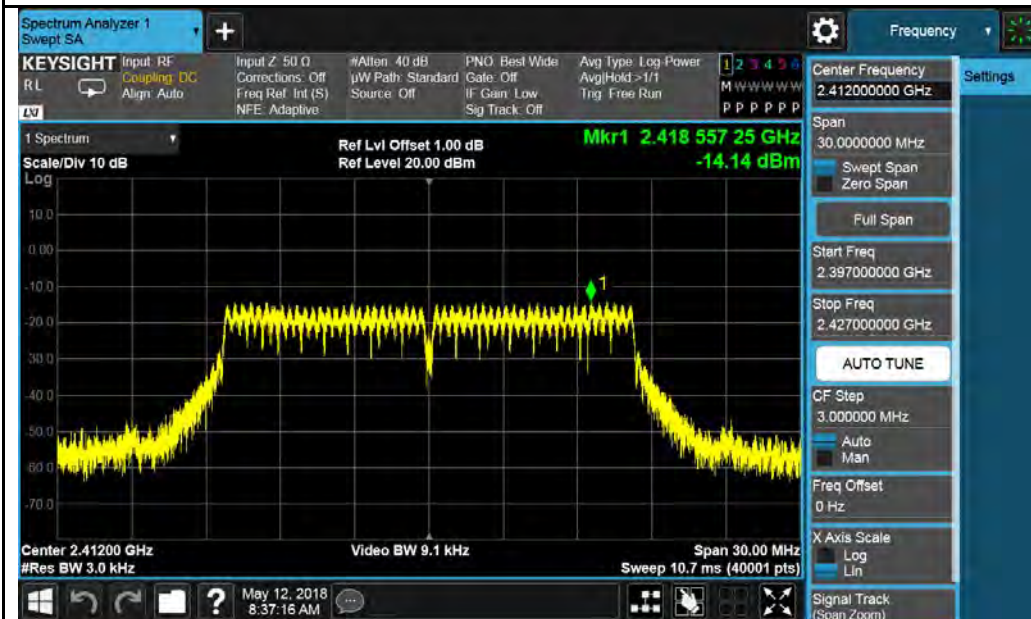 Spectrum Analyzer 1
Swept SA
+
Frequency
KEYSIGHT
RL
LXI
Input: RF
Coupling: DC
Align: Auto
Input Z: 50 Ω
Corrections: Off
Freq Ref: Int (S)
NFE: Adaptive
#Atten: 40 dB
µW Path: Standard
Source: Off
PNO: Best Wide
Gate: Off
IF Gain: Low
Sig Track: Off
Avg Type: Log-Power
Avg|Hold >1/1
Trig: Free Run
1 2 3 4 5 6
M W W W W W
P P P P P P
1 Spectrum
Scale/Div 10 dB
Log
Ref Lvl Offset 1.00 dB
Ref Level 20.00 dBm
Mkr1 2.418 557 25 GHz
-14.14 dBm
10.0
0.00
-10.0
-20.0
-30.0
-40.0
-50.0
-60.0
-70.0
1
Center 2.41200 GHz
#Res BW 3.0 kHz
Video BW 9.1 kHz
Span 30.00 MHz
Sweep 10.7 ms (40001 pts)
?
May 12, 2018
8:37:16 AM
Center Frequency
2.412000000 GHz
Settings
Span
30.0000000 MHz
Swept Span
Zero Span
Full Span
Start Freq
2.397000000 GHz
Stop Freq
2.427000000 GHz
AUTO TUNE
CF Step
3.000000 MHz
Auto
Man
Freq Offset
0 Hz
X Axis Scale
Log
Lin
Signal Track
(Span Zoom)